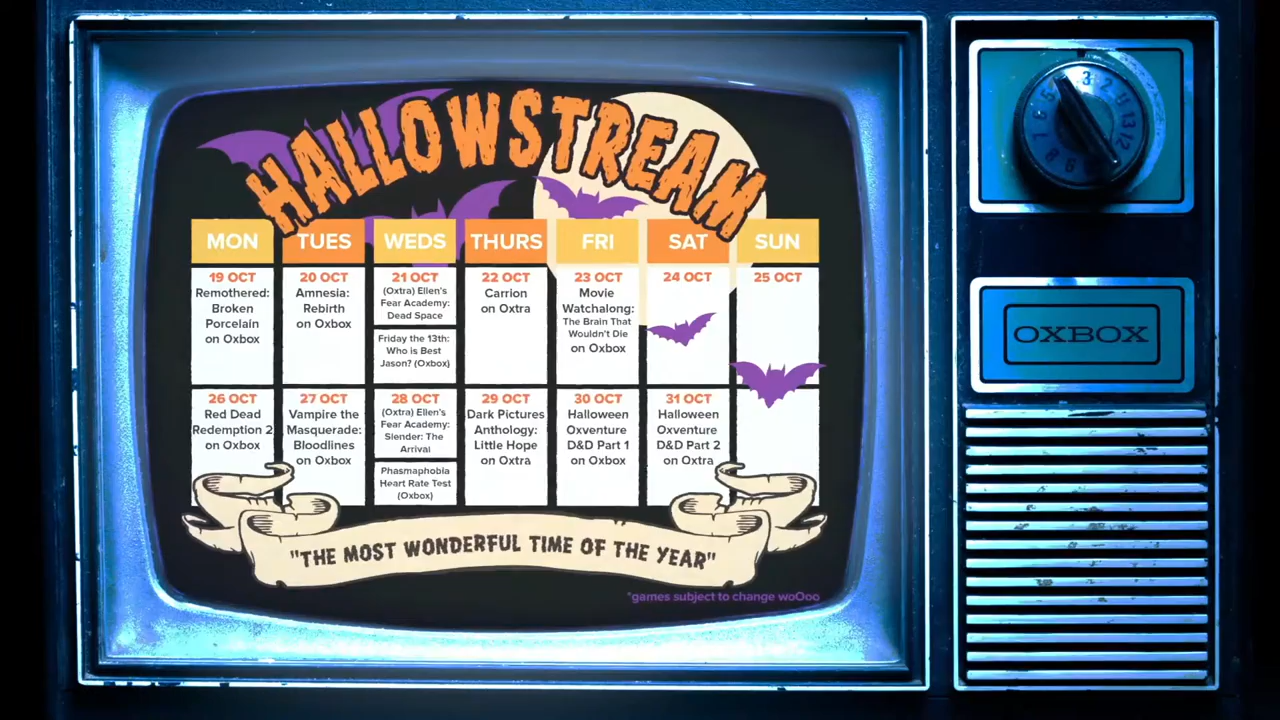 HALLOWSTREAM
MON TUES WEDS THURS FRI SAT SUN
19 OCT
Remothered:
Broken
Porcelain
on Oxbox
20 OCT
Amnesia:
Rebirth
on Oxbox
21 OCT
(Oxtra) Ellen's
Fear Academy:
Dead Space
Friday the 13th:
Who is Best
Jason? (Oxbox)
22 OCT
Carrion
on Oxtra
23 OCT
Movie
Watchalong:
The Brain That
Wouldn't Die
on Oxbox
24 OCT
25 OCT
26 OCT
Red Dead
Redemption 2
on Oxbox
27 OCT
Vampire the
Masquerade:
Bloodlines
on Oxbox
28 OCT
(Oxtra) Ellen's
Fear Academy:
Slender: The
Arrival
Phasmaphobia
Heart Rate Test
(Oxbox)
29 OCT
Dark Pictures
Anthology:
Little Hope
on Oxtra
30 OCT
Halloween
Oxventure
D&D Part 1
on Oxbox
31 OCT
Halloween
Oxventure
D&D Part 2
on Oxtra
"THE MOST WONDERFUL TIME OF THE YEAR"
*games subject to change woOoo
OXBOX